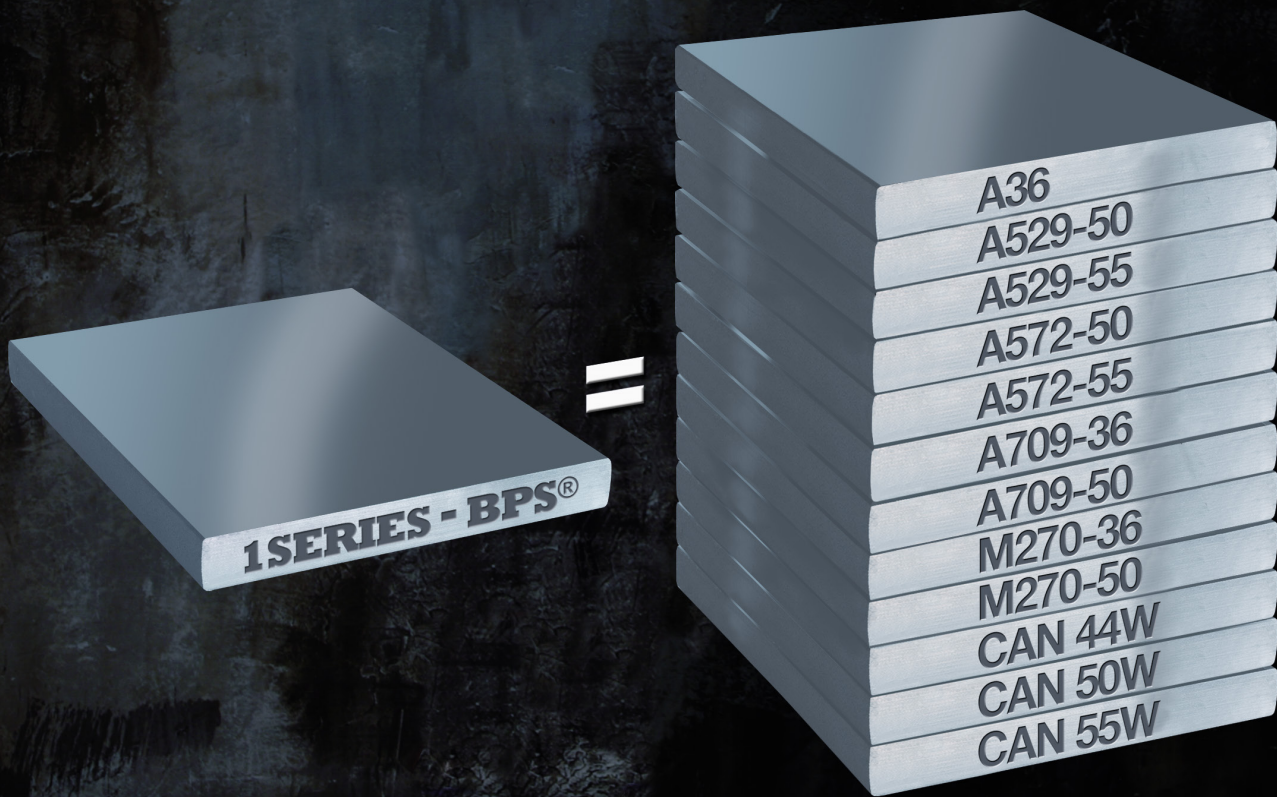 1SERIES - BPS®
=
A36
A529-50
A529-55
A572-50
A572-55
A709-36
A709-50
M270-36
M270-50
CAN 44W
CAN 50W
CAN 55W